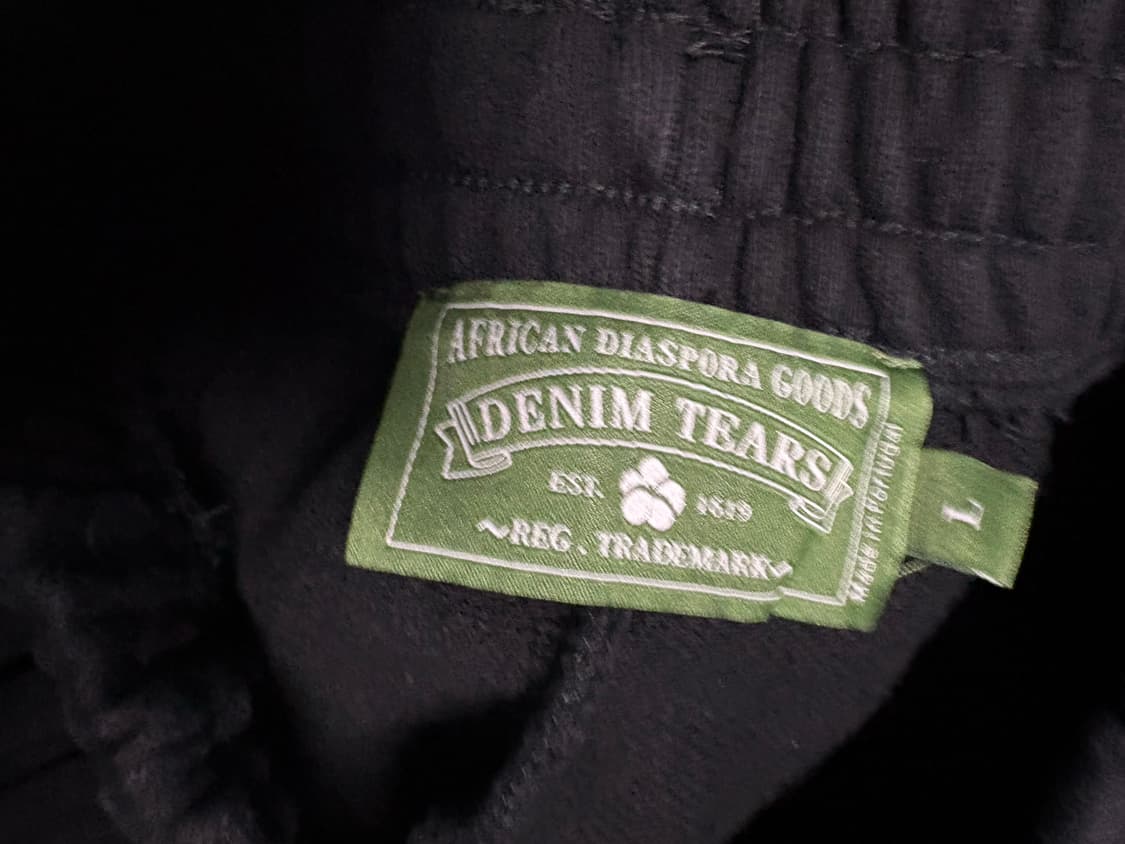 AFRICAN DIASPORA GOODS
DENIM TEARS
EST. 1619
~REG . TRADEMARK~
Made in Portugal
L